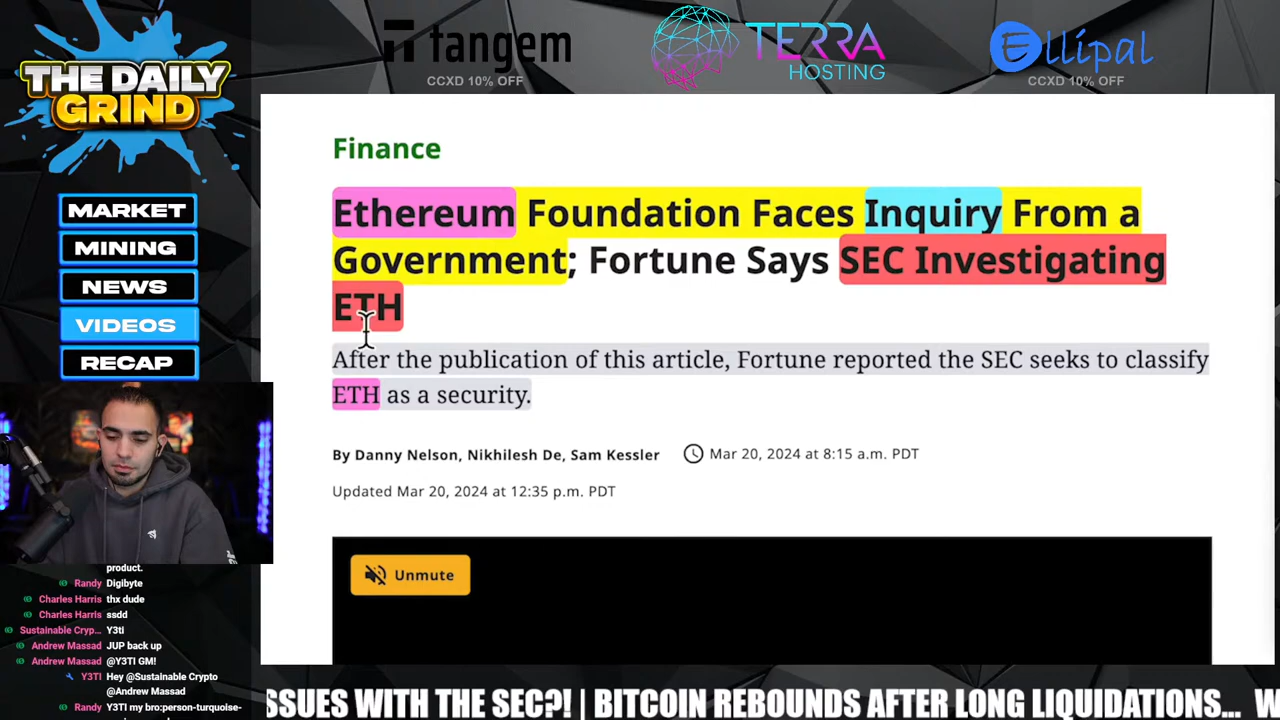 tangem
CCXD 10% OFF
TERRA
HOSTING
Ellipal
CCXD 10% OFF
THE DAILY
GRIND
MARKET
MINING
NEWS
VIDEOS
RECAP
Finance
Ethereum Foundation Faces Inquiry From a
Government; Fortune Says SEC Investigating
ETH
After the publication of this article, Fortune reported the SEC seeks to classify
ETH as a security.
By Danny Nelson, Nikhilesh De, Sam Kessler
Mar 20, 2024 at 8:15 a.m. PDT
Updated Mar 20, 2024 at 12:35 p.m. PDT
Unmute
product.
Randy Digibyte
Charles Harris thx dude
Charles Harris ssdd
Sustainable Cryp... Y3ti
Andrew Massad JUP back up
Andrew Massad @Y3TI GM!
Y3TI Hey @Sustainable Crypto
@Andrew Massad
Randy Y3TI my bro:person-turquoise-
SSUES WITH THE SEC?! | BITCOIN REBOUNDS AFTER LONG LIQUIDATIONS... W